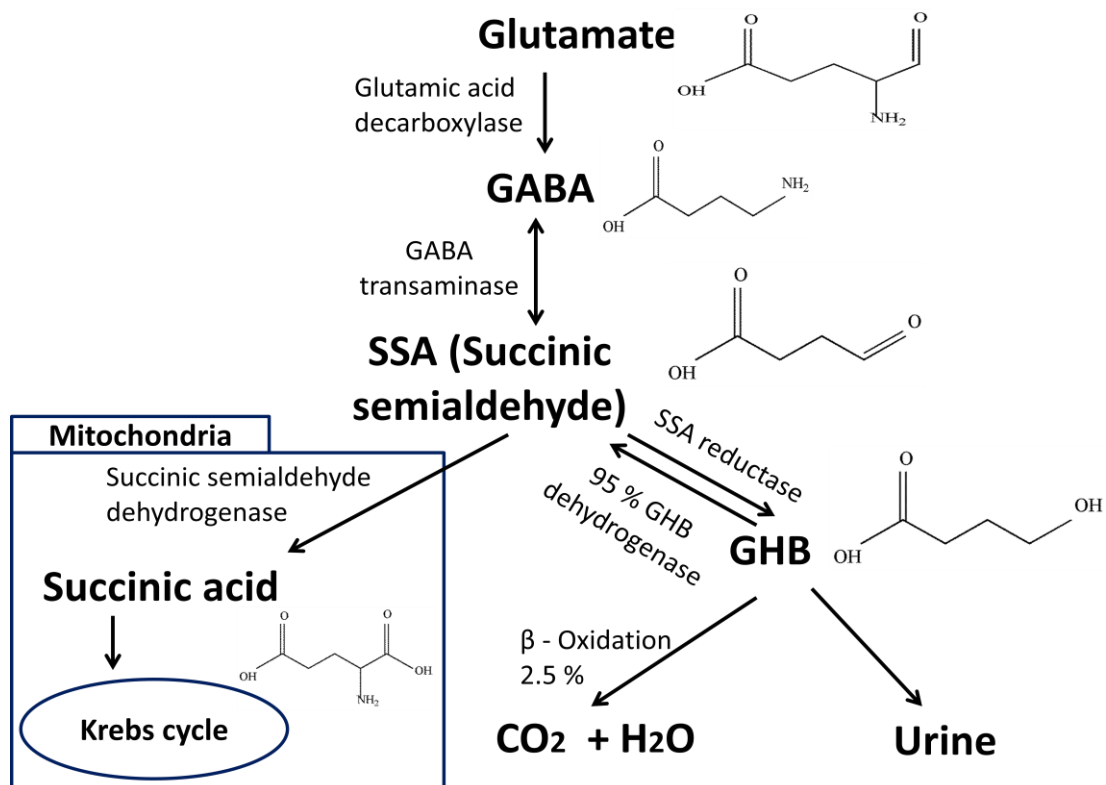 Glutamate
O
O
OH
NH2
Glutamic acid
decarboxylase
GABA
O
NH2
OH
GABA
transaminase
SSA (Succinic
semialdehyde)
O
O
OH
Mitochondria
Succinic semialdehyde
dehydrogenase
SSA reductase
95 % GHB
dehydrogenase
GHB
O
OH
OH
Succinic acid
O
O
OH
OH
NH2
Krebs cycle
β - Oxidation
2.5 %
CO2 + H2O
Urine